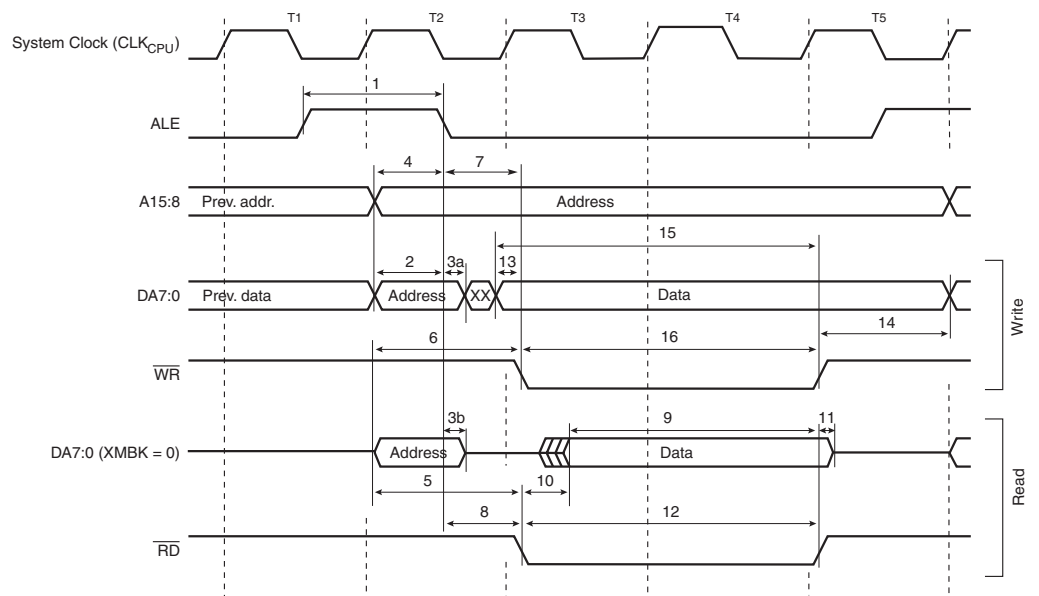 T1 T2 T3 T4 T5
System Clock (CLKCPU)
1
ALE
4 7
A15:8 Prev. addr. Address
15
2 3a 13
DA7:0 Prev. data Address XX Data
14
6 16
WR
Write
3b 9 11
DA7:0 (XMBK = 0) Address Data
5 10
8 12
RD
Read